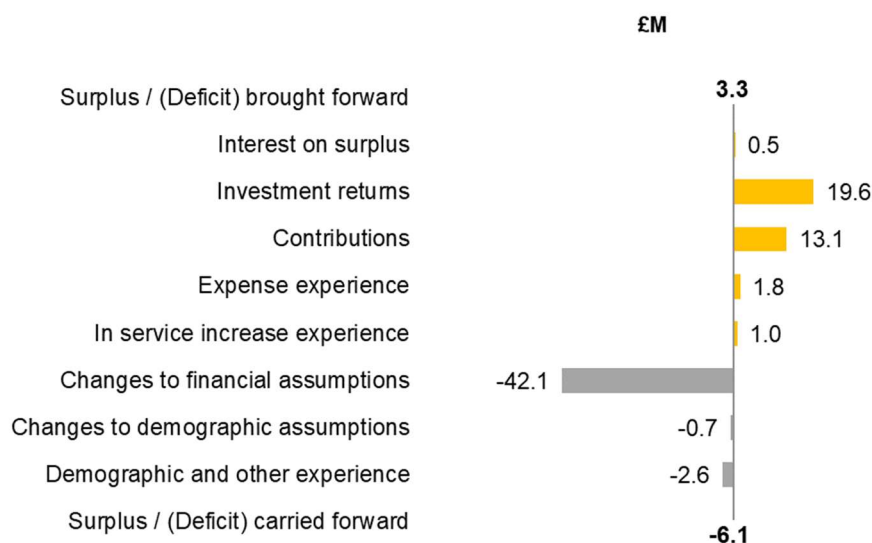 £M
Surplus / (Deficit) brought forward 3.3
Interest on surplus 0.5
Investment returns 19.6
Contributions 13.1
Expense experience 1.8
In service increase experience 1.0
Changes to financial assumptions -42.1
Changes to demographic assumptions -0.7
Demographic and other experience -2.6
Surplus / (Deficit) carried forward -6.1